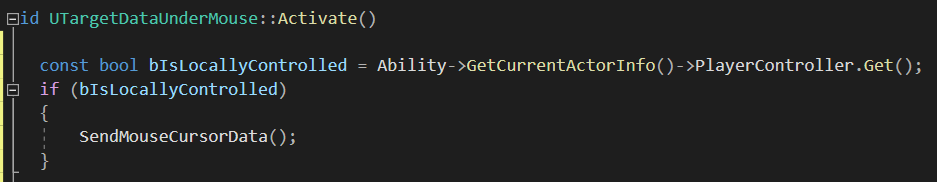 id UTargetDataUnderMouse::Activate()
const bool bIsLocallyControlled = Ability->GetCurrentActorInfo()->PlayerController.Get();
if (bIsLocallyControlled)
{
SendMouseCursorData();
}